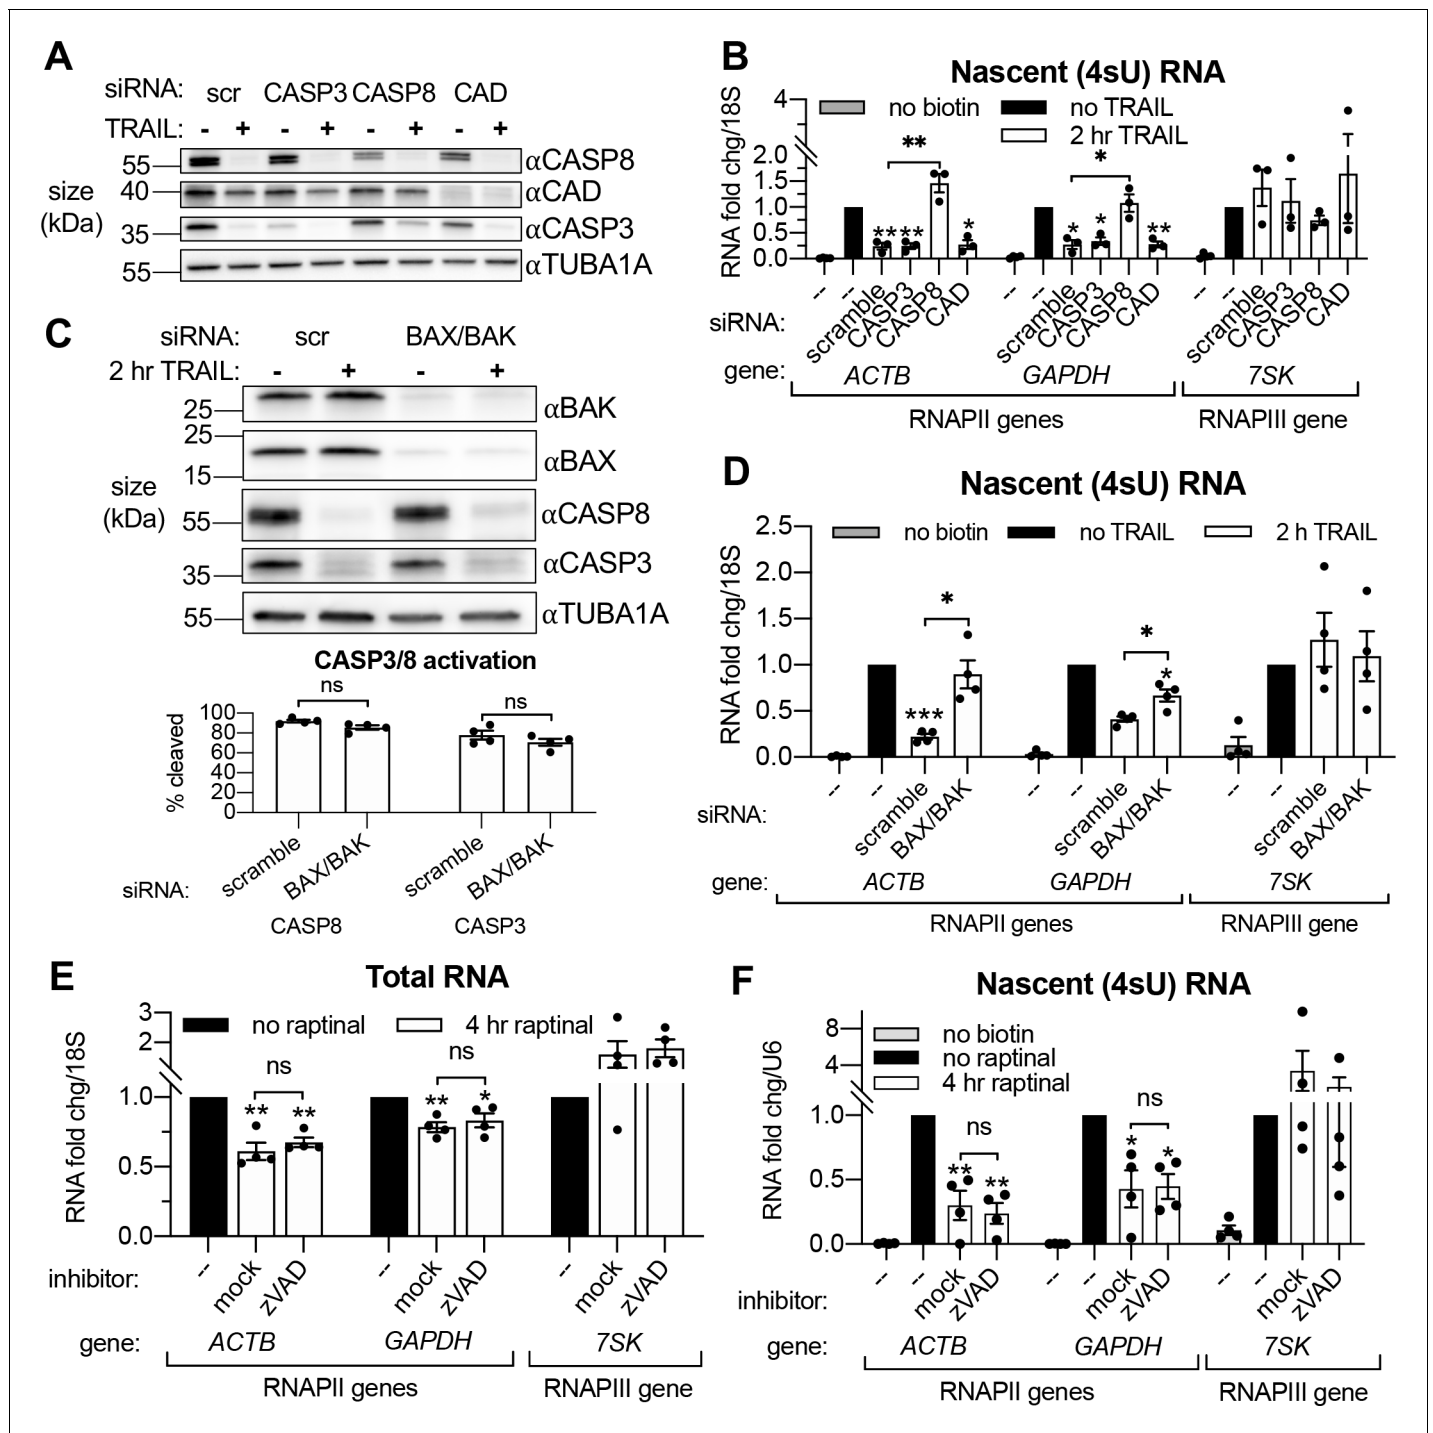 A
siRNA: scr CASP3 CASP8 CAD
TRAIL: - + - + - + - +
size (kDa)
55 αCASP8
40 αCAD
35 αCASP3
55 αTUBA1A
B
Nascent (4sU) RNA
no biotin no TRAIL
2 hr TRAIL
RNA fold chg/18S
4
2.0
1.5
1.0
0.5
0.0
** *
** ** * * * **
-- -- scramble CASP3 CASP8 CAD -- -- scramble CASP3 CASP8 CAD -- -- scramble CASP3 CASP8 CAD
siRNA:
gene: ACTB GAPDH 7SK
RNAPII genes RNAPIII gene
C
siRNA: scr BAX/BAK
2 hr TRAIL: - + - +
size (kDa)
25 αBAK
25
15 αBAX
55 αCASP8
35 αCASP3
55 αTUBA1A
CASP3/8 activation
ns ns
% cleaved
100
80
60
40
20
0
scramble BAX/BAK scramble BAX/BAK
siRNA:
CASP8 CASP3
D
Nascent (4sU) RNA
no biotin no TRAIL 2 h TRAIL
RNA fold chg/18S
2.5
2.0
1.5
1.0
0.5
0.0
* *
*** *
-- -- scramble BAX/BAK -- -- scramble BAX/BAK -- -- scramble BAX/BAK
siRNA:
gene: ACTB GAPDH 7SK
RNAPII genes RNAPIII gene
E
Total RNA
no raptinal 4 hr raptinal
RNA fold chg/18S
3
2
1.0
0.5
0.0
ns ns
** ** ** *
-- mock zVAD -- mock zVAD -- mock zVAD
inhibitor:
gene: ACTB GAPDH 7SK
RNAPII genes RNAPIII gene
F
Nascent (4sU) RNA
no biotin
no raptinal
4 hr raptinal
RNA fold chg/U6
8
4
1.0
0.5
0.0
ns ns
** ** * *
-- -- mock zVAD -- -- mock zVAD -- -- mock zVAD
inhibitor:
gene: ACTB GAPDH 7SK
RNAPII genes RNAPIII gene